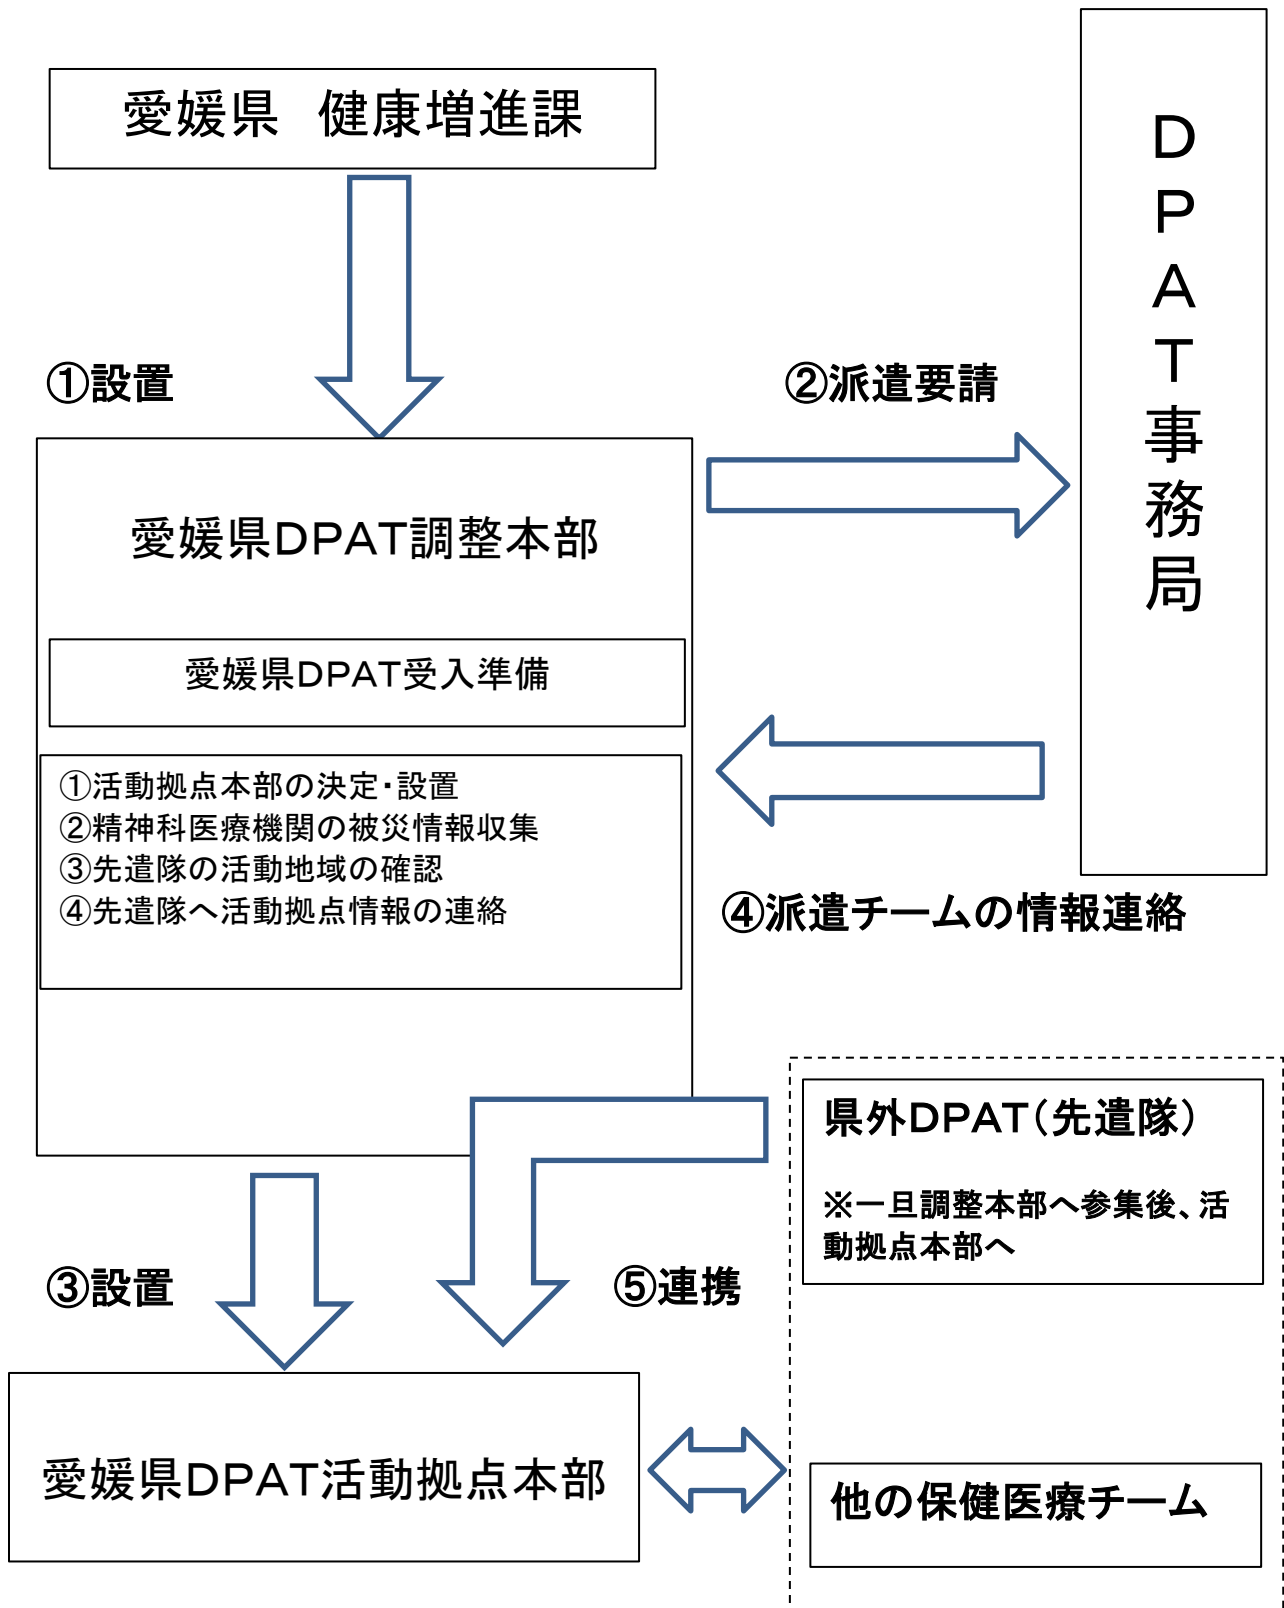 愛媛県　健康増進課
DPAT事務局
①設置
②派遣要請
愛媛県DPAT調整本部
愛媛県DPAT受入準備
①活動拠点本部の決定・設置
②精神科医療機関の被災情報収集
③先遣隊の活動地域の確認
④先遣隊へ活動拠点情報の連絡
④派遣チームの情報連絡
県外DPAT（先遣隊）
※一旦調整本部へ参集後、活
動拠点本部へ
③設置
⑤連携
愛媛県DPAT活動拠点本部
他の保健医療チーム